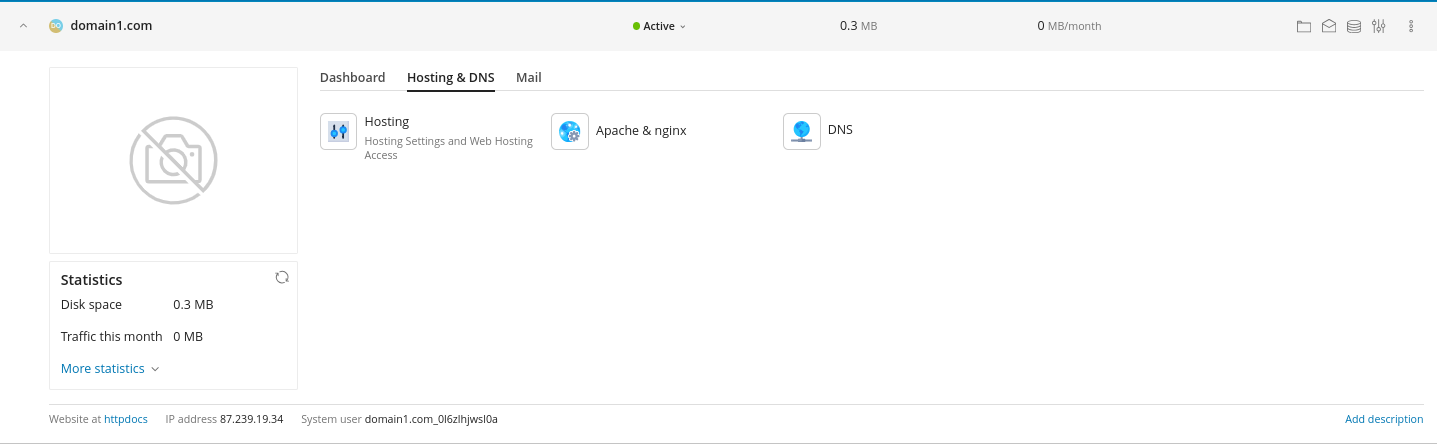 DO domain1.com Active 0.3 MB 0 MB/month
Dashboard Hosting & DNS Mail
Hosting
Hosting Settings and Web Hosting
Access
Apache & nginx
DNS
Statistics
Disk space 0.3 MB
Traffic this month 0 MB
More statistics
Website at httpdocs IP address 87.239.19.34 System user domain1.com_0l6zlhjwsl0a Add description